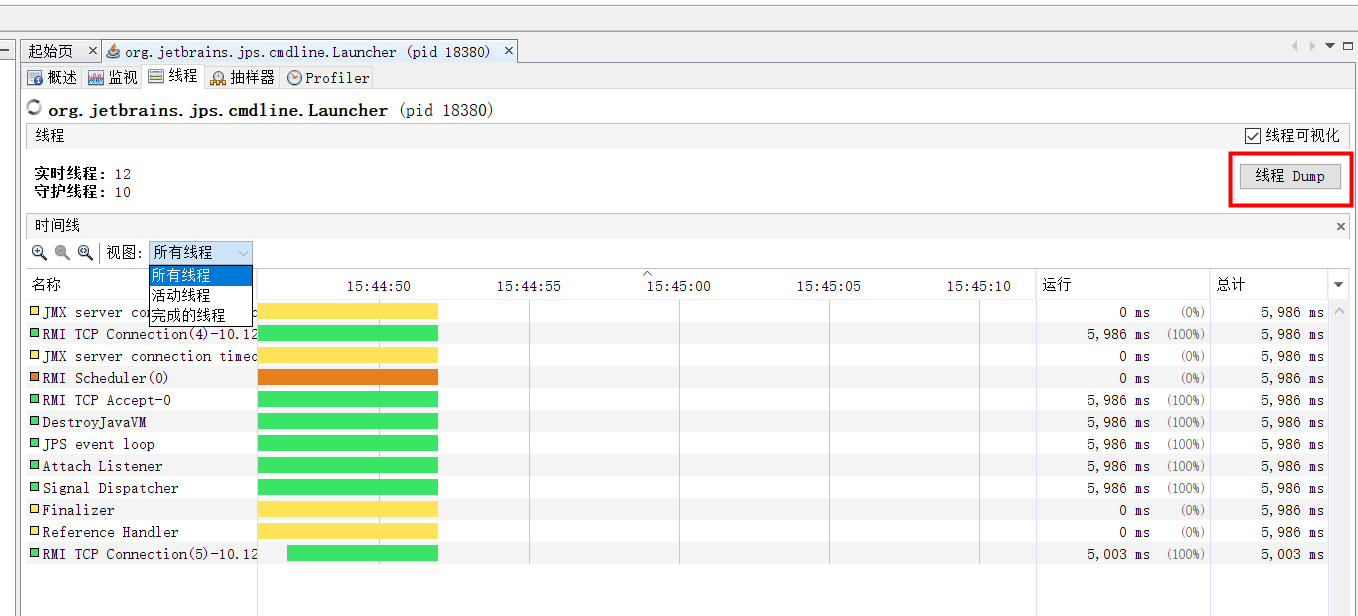 起始页 org.jetbrains.jps.cmdline.Launcher (pid 18380)
概述 监视 线程 抽样器 Profiler
org.jetbrains.jps.cmdline.Launcher (pid 18380)
线程 线程可视化
实时线程: 12
守护线程: 10
线程 Dump
时间线
视图: 所有线程
所有线程
活动线程
完成的线程
名称 15:44:50 15:44:55 15:45:00 15:45:05 15:45:10 运行 总计
JMX server 0 ms (0%) 5,986 ms
RMI TCP Connection(4)-10.12 5,986 ms (100%) 5,986 ms
JMX server connection timeo 0 ms (0%) 5,986 ms
RMI Scheduler(0) 0 ms (0%) 5,986 ms
RMI TCP Accept-0 5,986 ms (100%) 5,986 ms
DestroyJavaVM 5,986 ms (100%) 5,986 ms
JPS event loop 5,986 ms (100%) 5,986 ms
Attach Listener 5,986 ms (100%) 5,986 ms
Signal Dispatcher 5,986 ms (100%) 5,986 ms
Finalizer 0 ms (0%) 5,986 ms
Reference Handler 0 ms (0%) 5,986 ms
RMI TCP Connection(5)-10.12 5,003 ms (100%) 5,003 ms